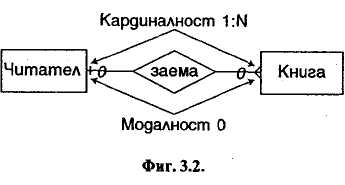 Кардиналност 1:N
Читател заема Книга
Модалност 0
Фиг. 3.2.